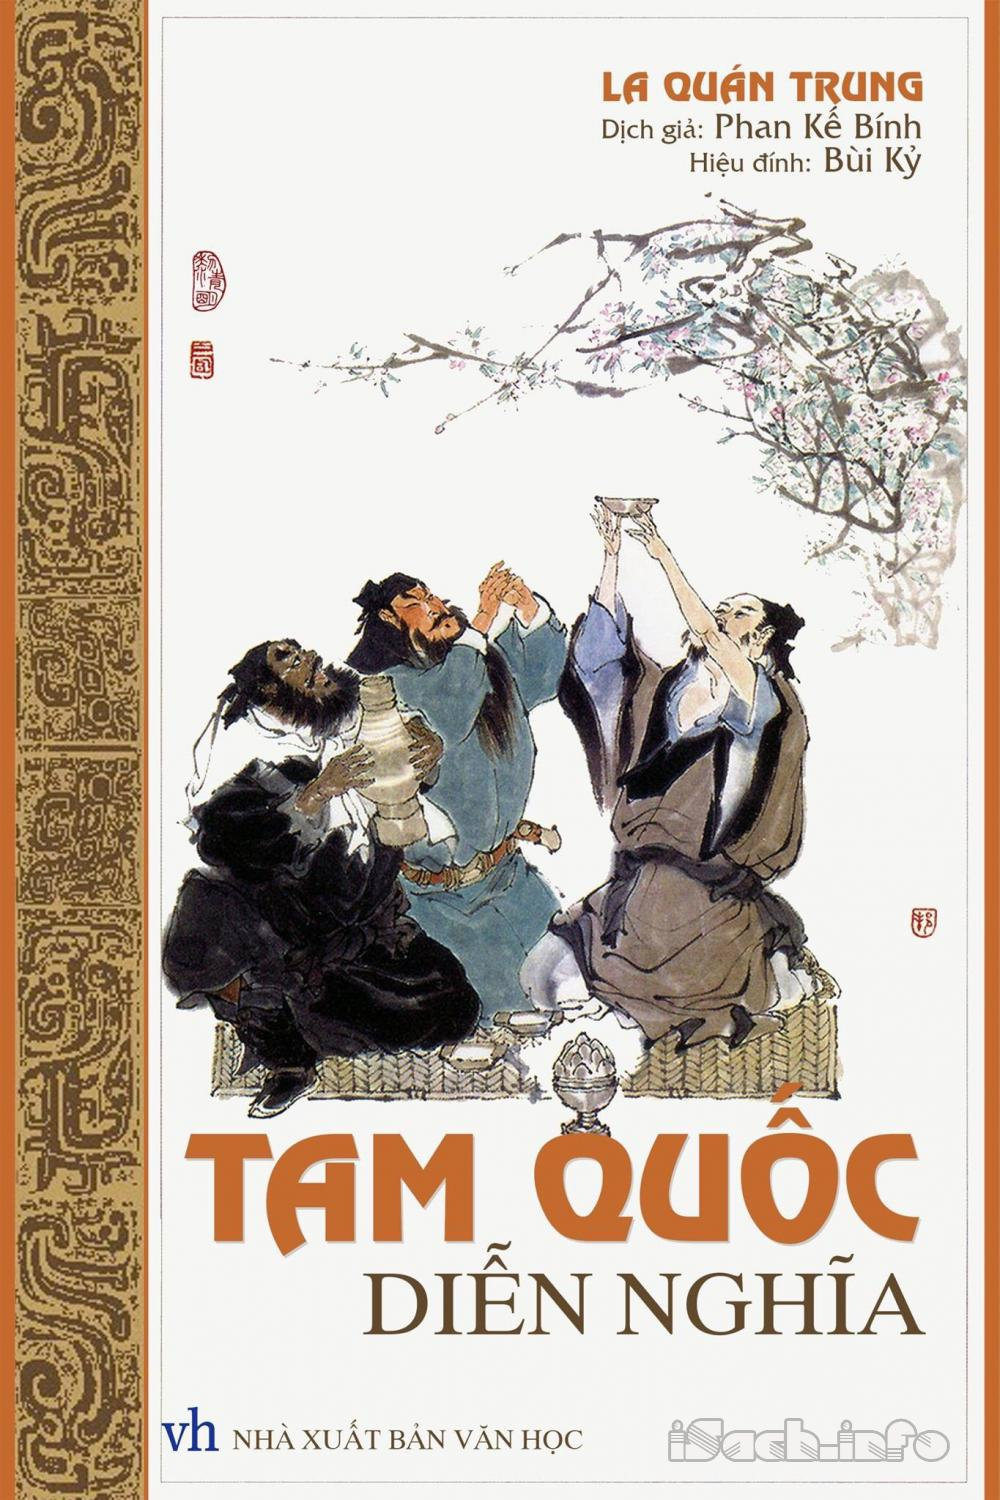 LA QUÁN TRUNG
Dịch giả: Phan Kế Bính
Hiệu đính: Bùi Kỷ
TAM QUỐC
DIỄN NGHĨA
vh NHÀ XUẤT BẢN VĂN HỌC
iSach.info